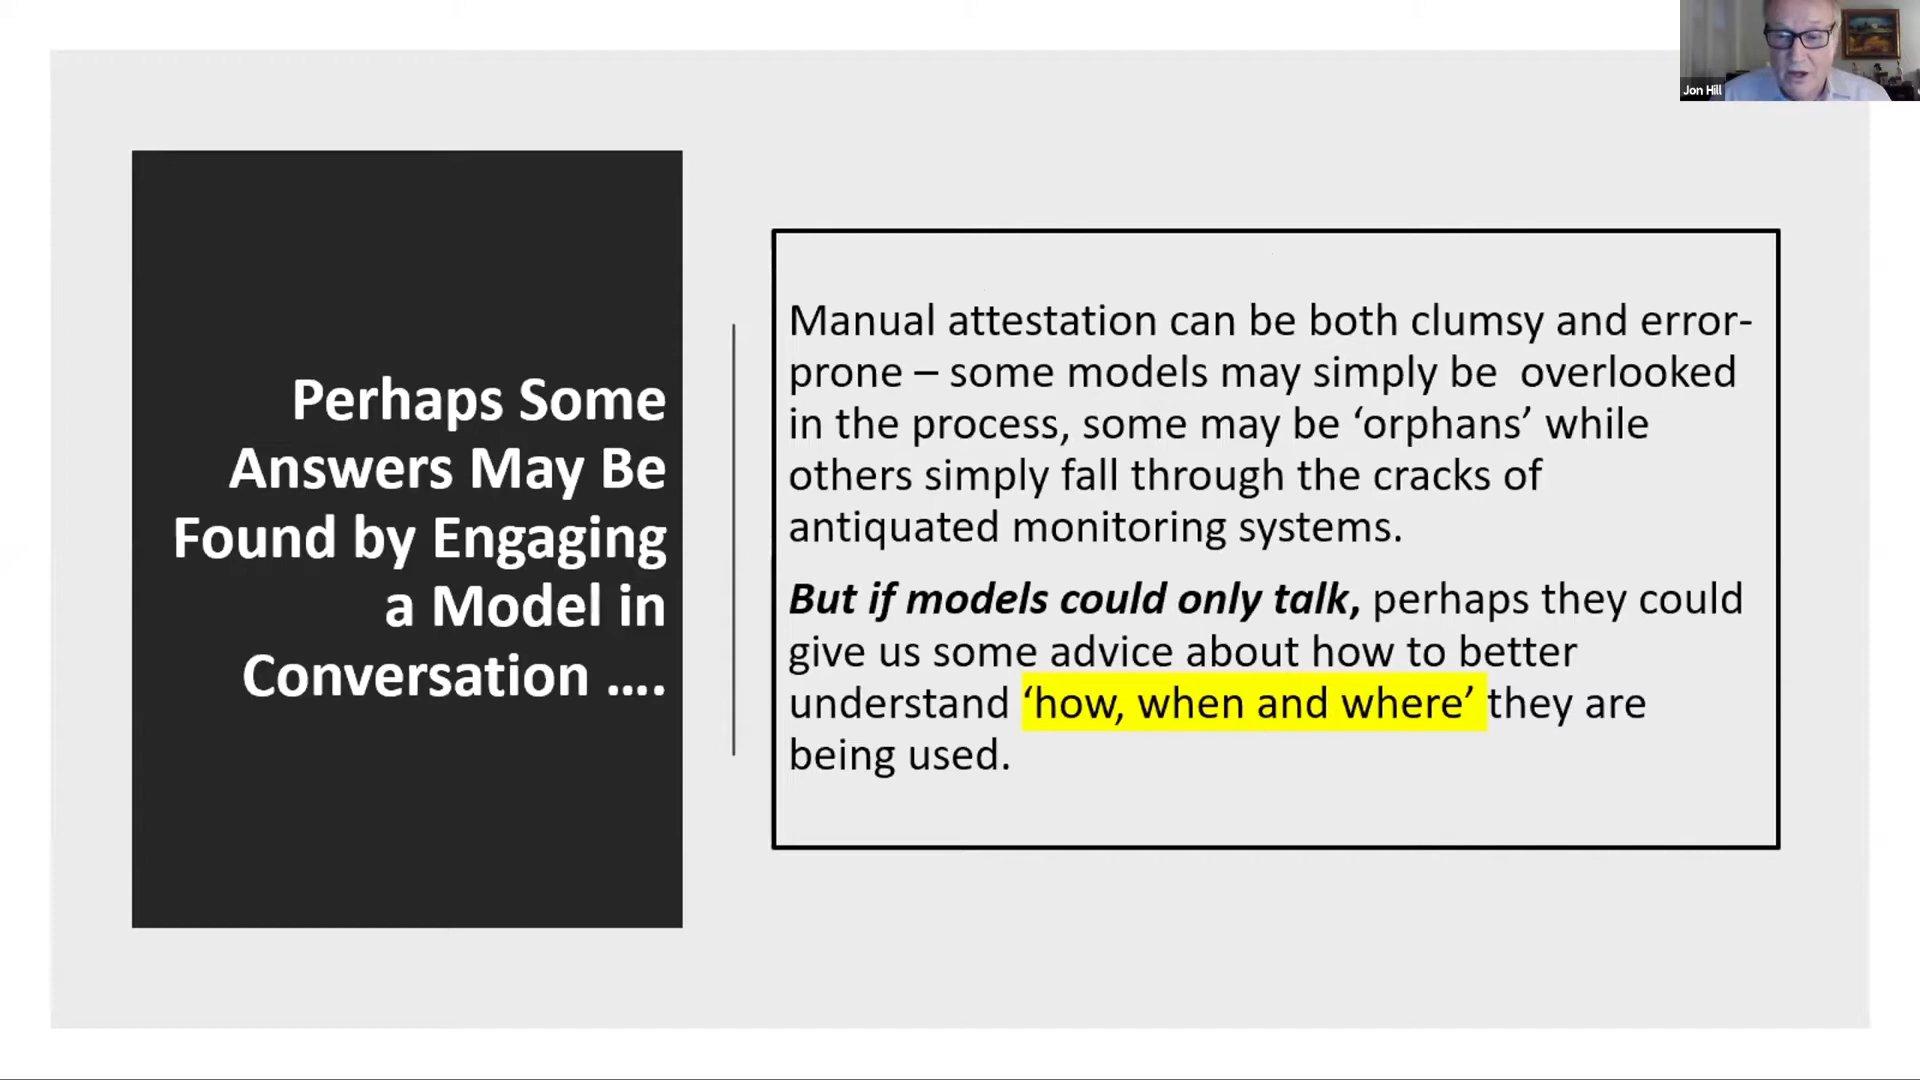 Jon Hill
Perhaps Some
Answers May Be
Found by Engaging
a Model in
Conversation ....
Manual attestation can be both clumsy and error-
prone – some models may simply be  overlooked
in the process, some may be ‘orphans’ while
others simply fall through the cracks of
antiquated monitoring systems.
But if models could only talk, perhaps they could
give us some advice about how to better
understand ‘how, when and where’ they are
being used.